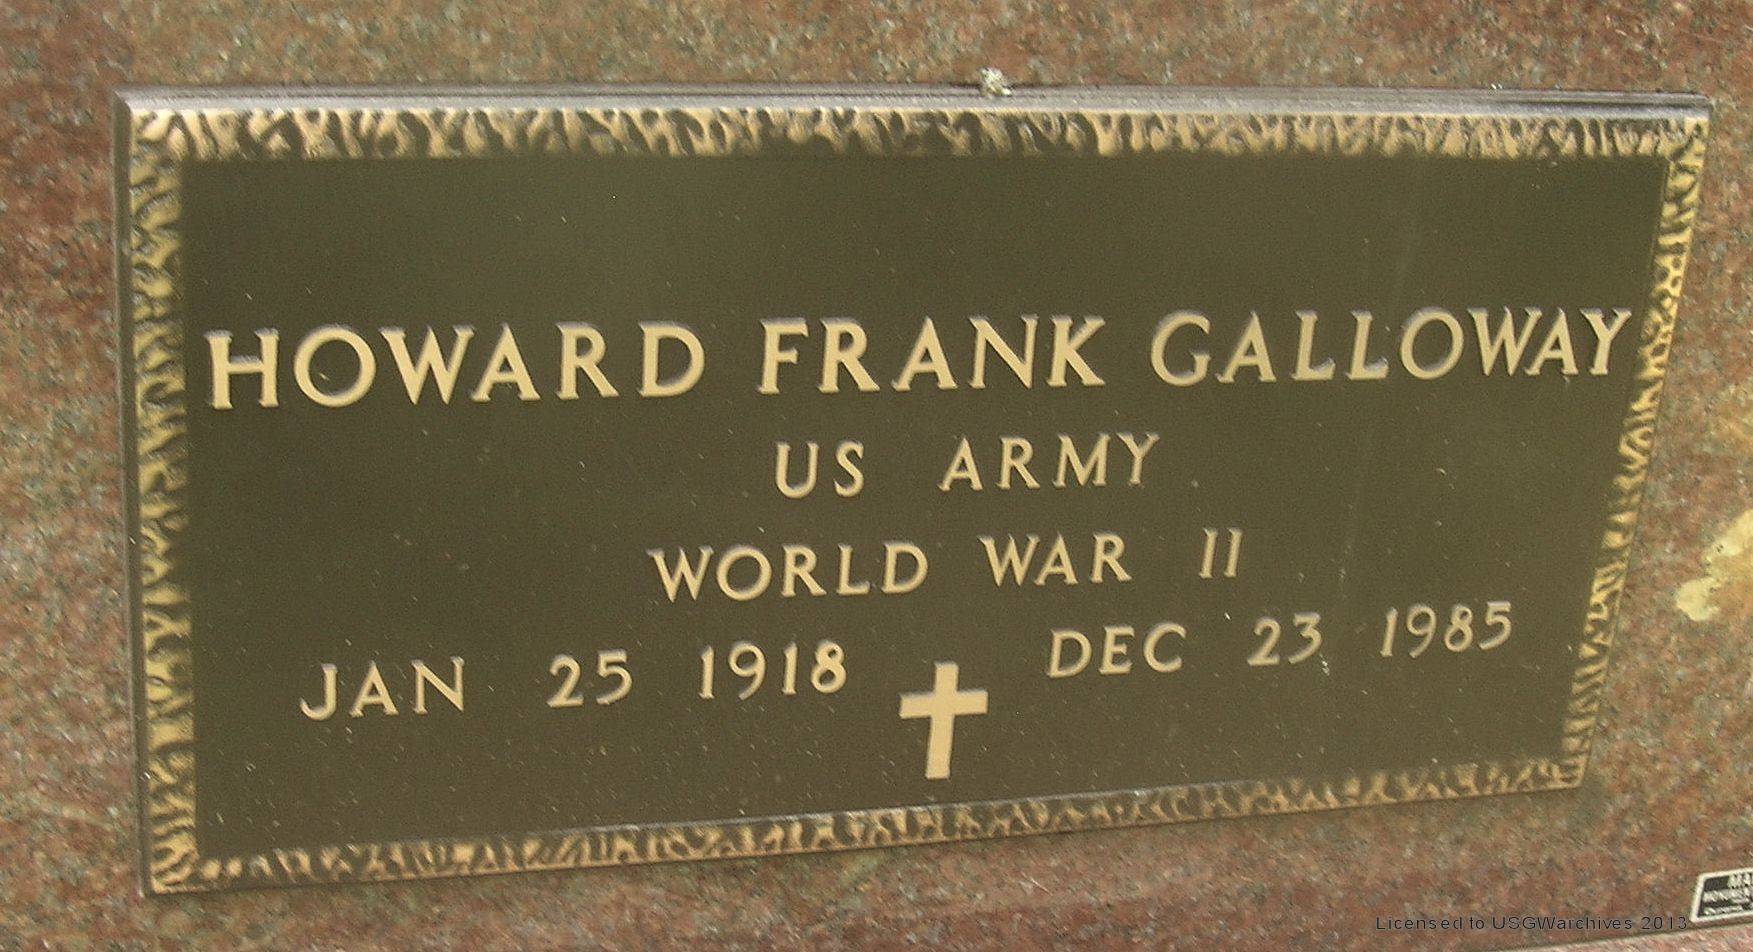 HOWARD FRANK GALLOWAY
US ARMY
WORLD WAR II
JAN 25 1918 DEC 23 1985
Licensed to USGWarchives 2013